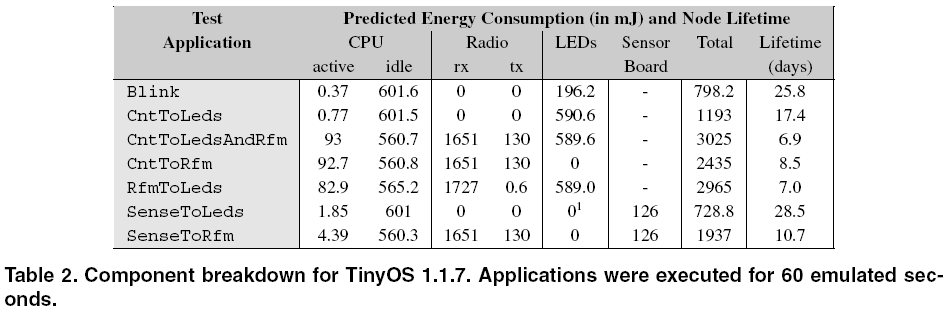 Test Predicted Energy Consumption (in mJ) and Node Lifetime
Application CPU Radio LEDs Sensor Total Lifetime
active idle rx tx Board (days)
Blink 0.37 601.6 0 0 196.2 - 798.2 25.8
CntToLeds 0.77 601.5 0 0 590.6 - 1193 17.4
CntToLedsAndRfm 93 560.7 1651 130 589.6 - 3025 6.9
CntToRfm 92.7 560.8 1651 130 0 - 2435 8.5
RfmToLeds 82.9 565.2 1727 0.6 589.0 - 2965 7.0
SenseToLeds 1.85 601 0 0 0¹ 126 728.8 28.5
SenseToRfm 4.39 560.3 1651 130 0 126 1937 10.7
Table 2. Component breakdown for TinyOS 1.1.7. Applications were executed for 60 emulated sec-
onds.